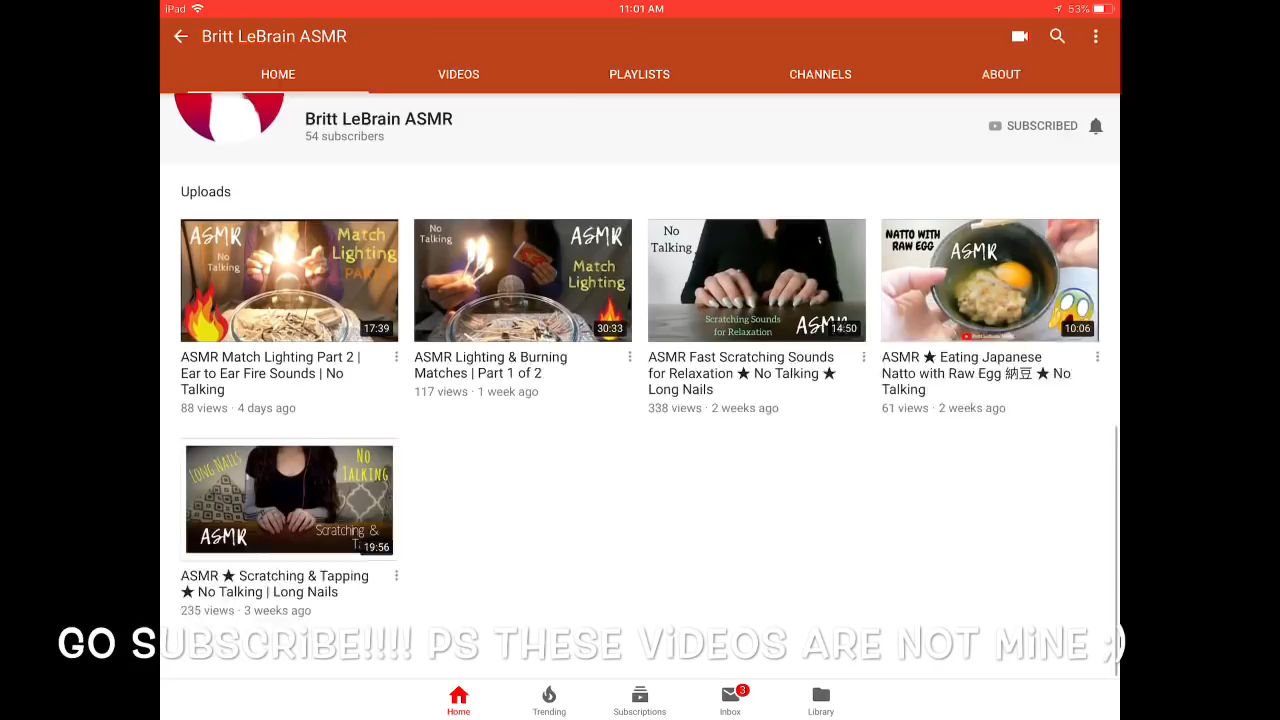 iPad
11:01 AM
53%
Britt LeBrain ASMR
HOME
VIDEOS
PLAYLISTS
CHANNELS
ABOUT
Britt LeBrain ASMR
54 subscribers
SUBSCRIBED
Uploads
ASMR
No
Talking
Match
Lighting
PART
17:39
No
Talking
ASMR
Match
Lighting
30:33
No
Talking
Scratching Sounds
for Relaxation
ASMR
14:50
NATTO WITH
RAW EGG
ASMR
10:06
ASMR Match Lighting Part 2 |
Ear to Ear Fire Sounds | No
Talking
88 views · 4 days ago
ASMR Lighting & Burning
Matches | Part 1 of 2
117 views · 1 week ago
ASMR Fast Scratching Sounds
for Relaxation ★ No Talking ★
Long Nails
338 views · 2 weeks ago
ASMR ★ Eating Japanese
Natto with Raw Egg 納豆 ★ No
Talking
61 views · 2 weeks ago
LONG NAILS
NO
TALKING
ASMR
Scratching &
19:56
ASMR ★ Scratching & Tapping
★ No Talking | Long Nails
235 views · 3 weeks ago
GO SUBSCRiBE!!!! PS THESE ViDEOS ARE NOT MiNE ;)
Home
Trending
Subscriptions
3
Inbox
Library